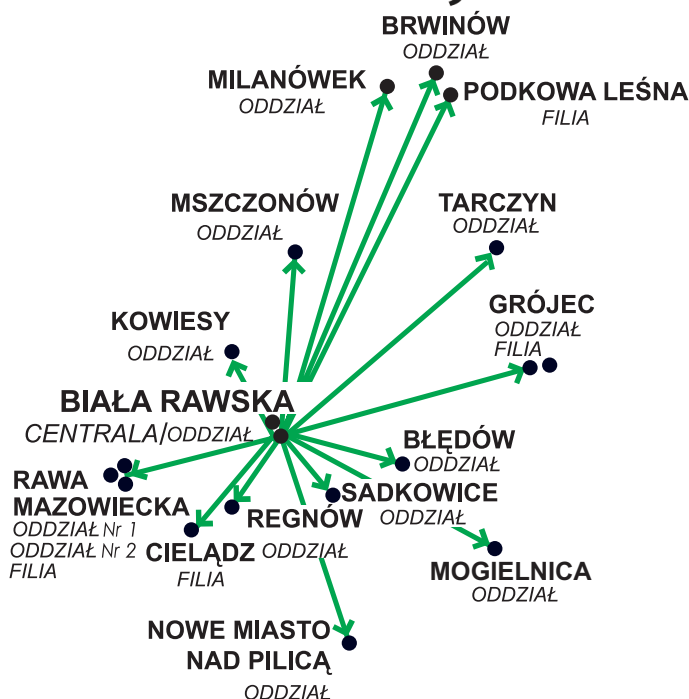 BRWINÓW
ODDZIAŁ
MILANÓWEK
ODDZIAŁ
PODKOWA LEŚNA
FILIA
MSZCZONÓW
ODDZIAŁ
TARCZYN
ODDZIAŁ
GRÓJEC
ODDZIAŁ
FILIA
KOWIESY
ODDZIAŁ
BIAŁA RAWSKA
CENTRALA/ODDZIAŁ
BŁĘDÓW
ODDZIAŁ
RAWA
MAZOWIECKA
ODDZIAŁ Nr 1
ODDZIAŁ Nr 2
FILIA
SADKOWICE
ODDZIAŁ
REGNÓW
ODDZIAŁ
CIELĄDZ
FILIA
MOGIELNICA
ODDZIAŁ
NOWE MIASTO
NAD PILICĄ
ODDZIAŁ